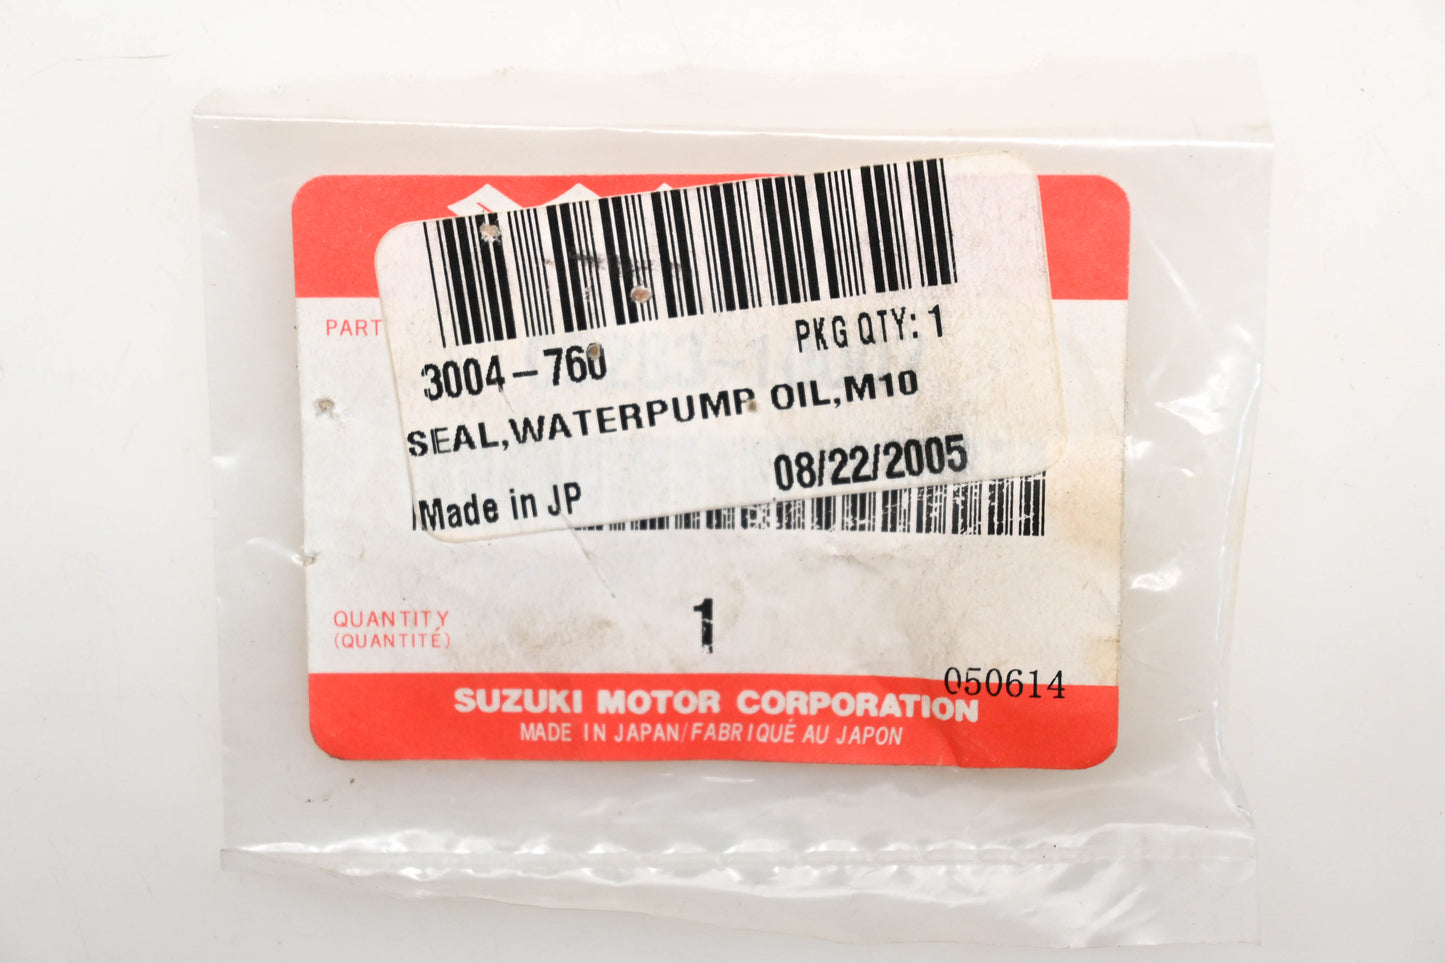 PART
PKG QTY: 1
3004-760
SEAL,WATERPUMP OIL,M10
08/22/2005
Made in JP
QUANTITY
(QUANTITÉ)
1
050614
SUZUKI MOTOR CORPORATION
MADE IN JAPAN/FABRIQUÉ AU JAPON